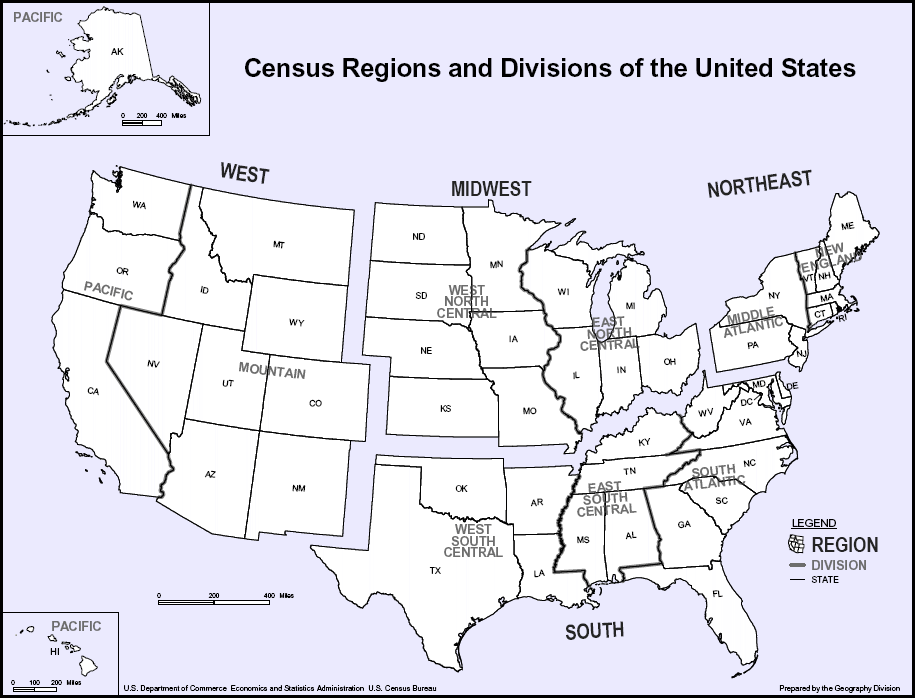 PACIFIC
AK
0 200 400 Miles
Census Regions and Divisions of the United States
WEST
MIDWEST
NORTHEAST
WA
MT
ND
MN
ME
OR
ID
SD
WI
MI
NY
VT
NH
NEW
ENGLAND
MA
CT
RI
PACIFIC
WY
WEST
NORTH
CENTRAL
EAST
NORTH
CENTRAL
MIDDLE
ATLANTIC
PA
NJ
NV
UT
MOUNTAIN
CO
CA
NE
IA
IL
IN
OH
KS
MO
WV
MD
DE
DC
VA
KY
AZ
NM
OK
AR
TN
NC
SOUTH
ATLANTIC
SC
EAST
SOUTH
CENTRAL
MS
AL
GA
WEST
SOUTH
CENTRAL
TX
LA
FL
SOUTH
LEGEND
REGION
DIVISION
STATE
0 200 400 Miles
PACIFIC
HI
0 100 200 Miles
U.S. Department of Commerce Economics and Statistics Administration U.S. Census Bureau
Prepared by the Geography Division